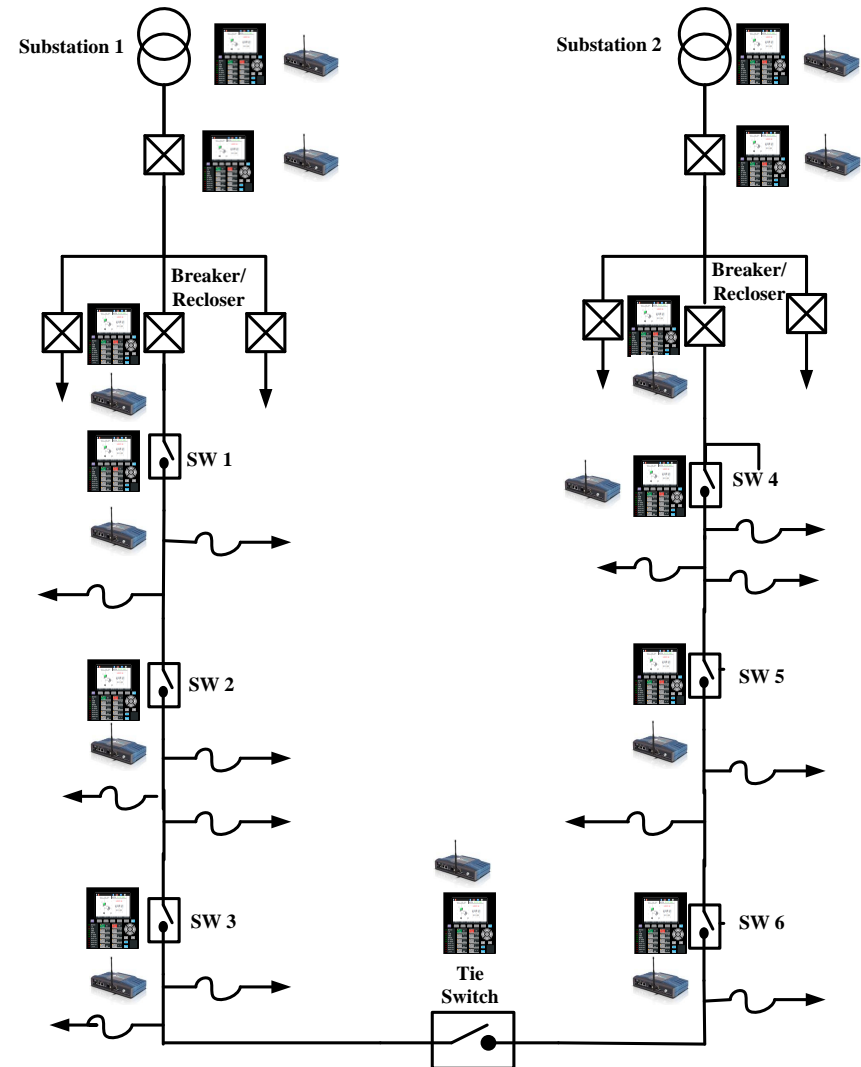 Substation 1
Substation 2
Breaker/
Recloser
Breaker/
Recloser
SW 1
SW 4
SW 2
SW 5
SW 3
SW 6
Tie
Switch